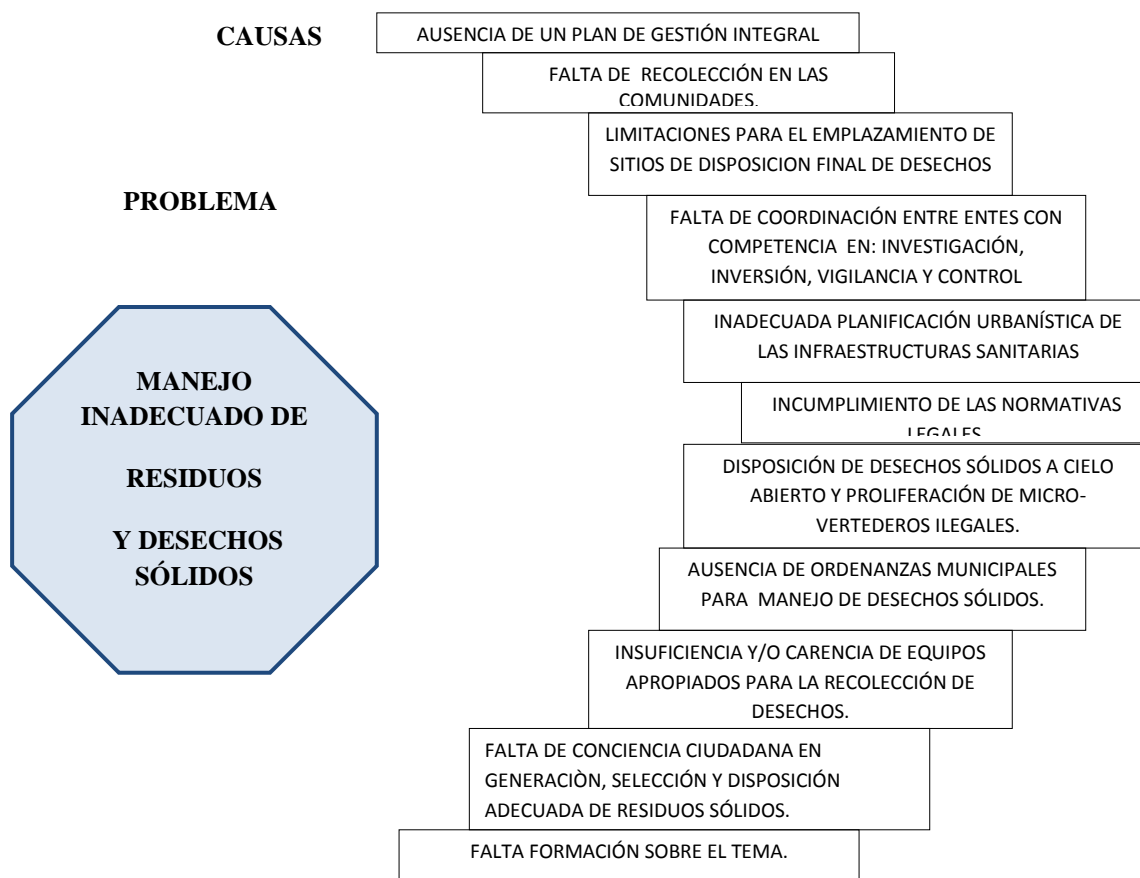 CAUSAS
AUSENCIA DE UN PLAN DE GESTIÓN INTEGRAL
FALTA DE RECOLECCIÓN EN LAS
COMUNIDADES.
LIMITACIONES PARA EL EMPLAZAMIENTO DE
SITIOS DE DISPOSICION FINAL DE DESECHOS
PROBLEMA
FALTA DE COORDINACIÓN ENTRE ENTES CON
COMPETENCIA EN: INVESTIGACIÓN,
INVERSIÓN, VIGILANCIA Y CONTROL
INADECUADA PLANIFICACIÓN URBANÍSTICA DE
LAS INFRAESTRUCTURAS SANITARIAS
MANEJO
INADECUADO DE
RESIDUOS
Y DESECHOS
SÓLIDOS
INCUMPLIMIENTO DE LAS NORMATIVAS
LEGALES
DISPOSICIÓN DE DESECHOS SÓLIDOS A CIELO
ABIERTO Y PROLIFERACIÓN DE MICRO-
VERTEDEROS ILEGALES.
AUSENCIA DE ORDENANZAS MUNICIPALES
PARA MANEJO DE DESECHOS SÓLIDOS.
INSUFICIENCIA Y/O CARENCIA DE EQUIPOS
APROPIADOS PARA LA RECOLECCIÓN DE
DESECHOS.
FALTA DE CONCIENCIA CIUDADANA EN
GENERACIÒN, SELECCIÓN Y DISPOSICIÓN
ADECUADA DE RESIDUOS SÓLIDOS.
FALTA FORMACIÓN SOBRE EL TEMA.